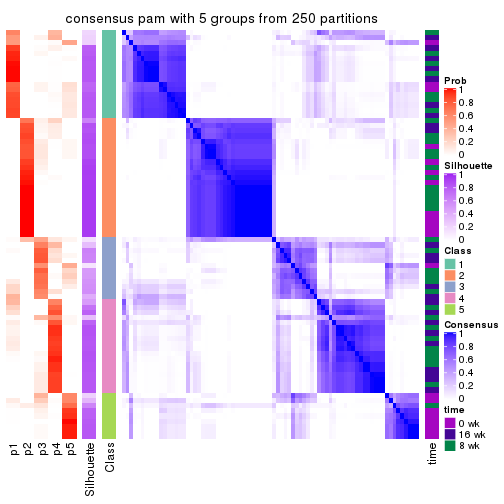 consensus pam with 5 groups from 250 partitions
Prob
1
0.8
0.6
0.4
0.2
0
Silhouette
1
0.8
0.6
0.4
0.2
0
Class
1
2
3
4
5
Consensus
1
0.8
0.6
0.4
0.2
0
time
0 wk
16 wk
8 wk
p1
p2
p3
p4
p5
Silhouette
Class
time